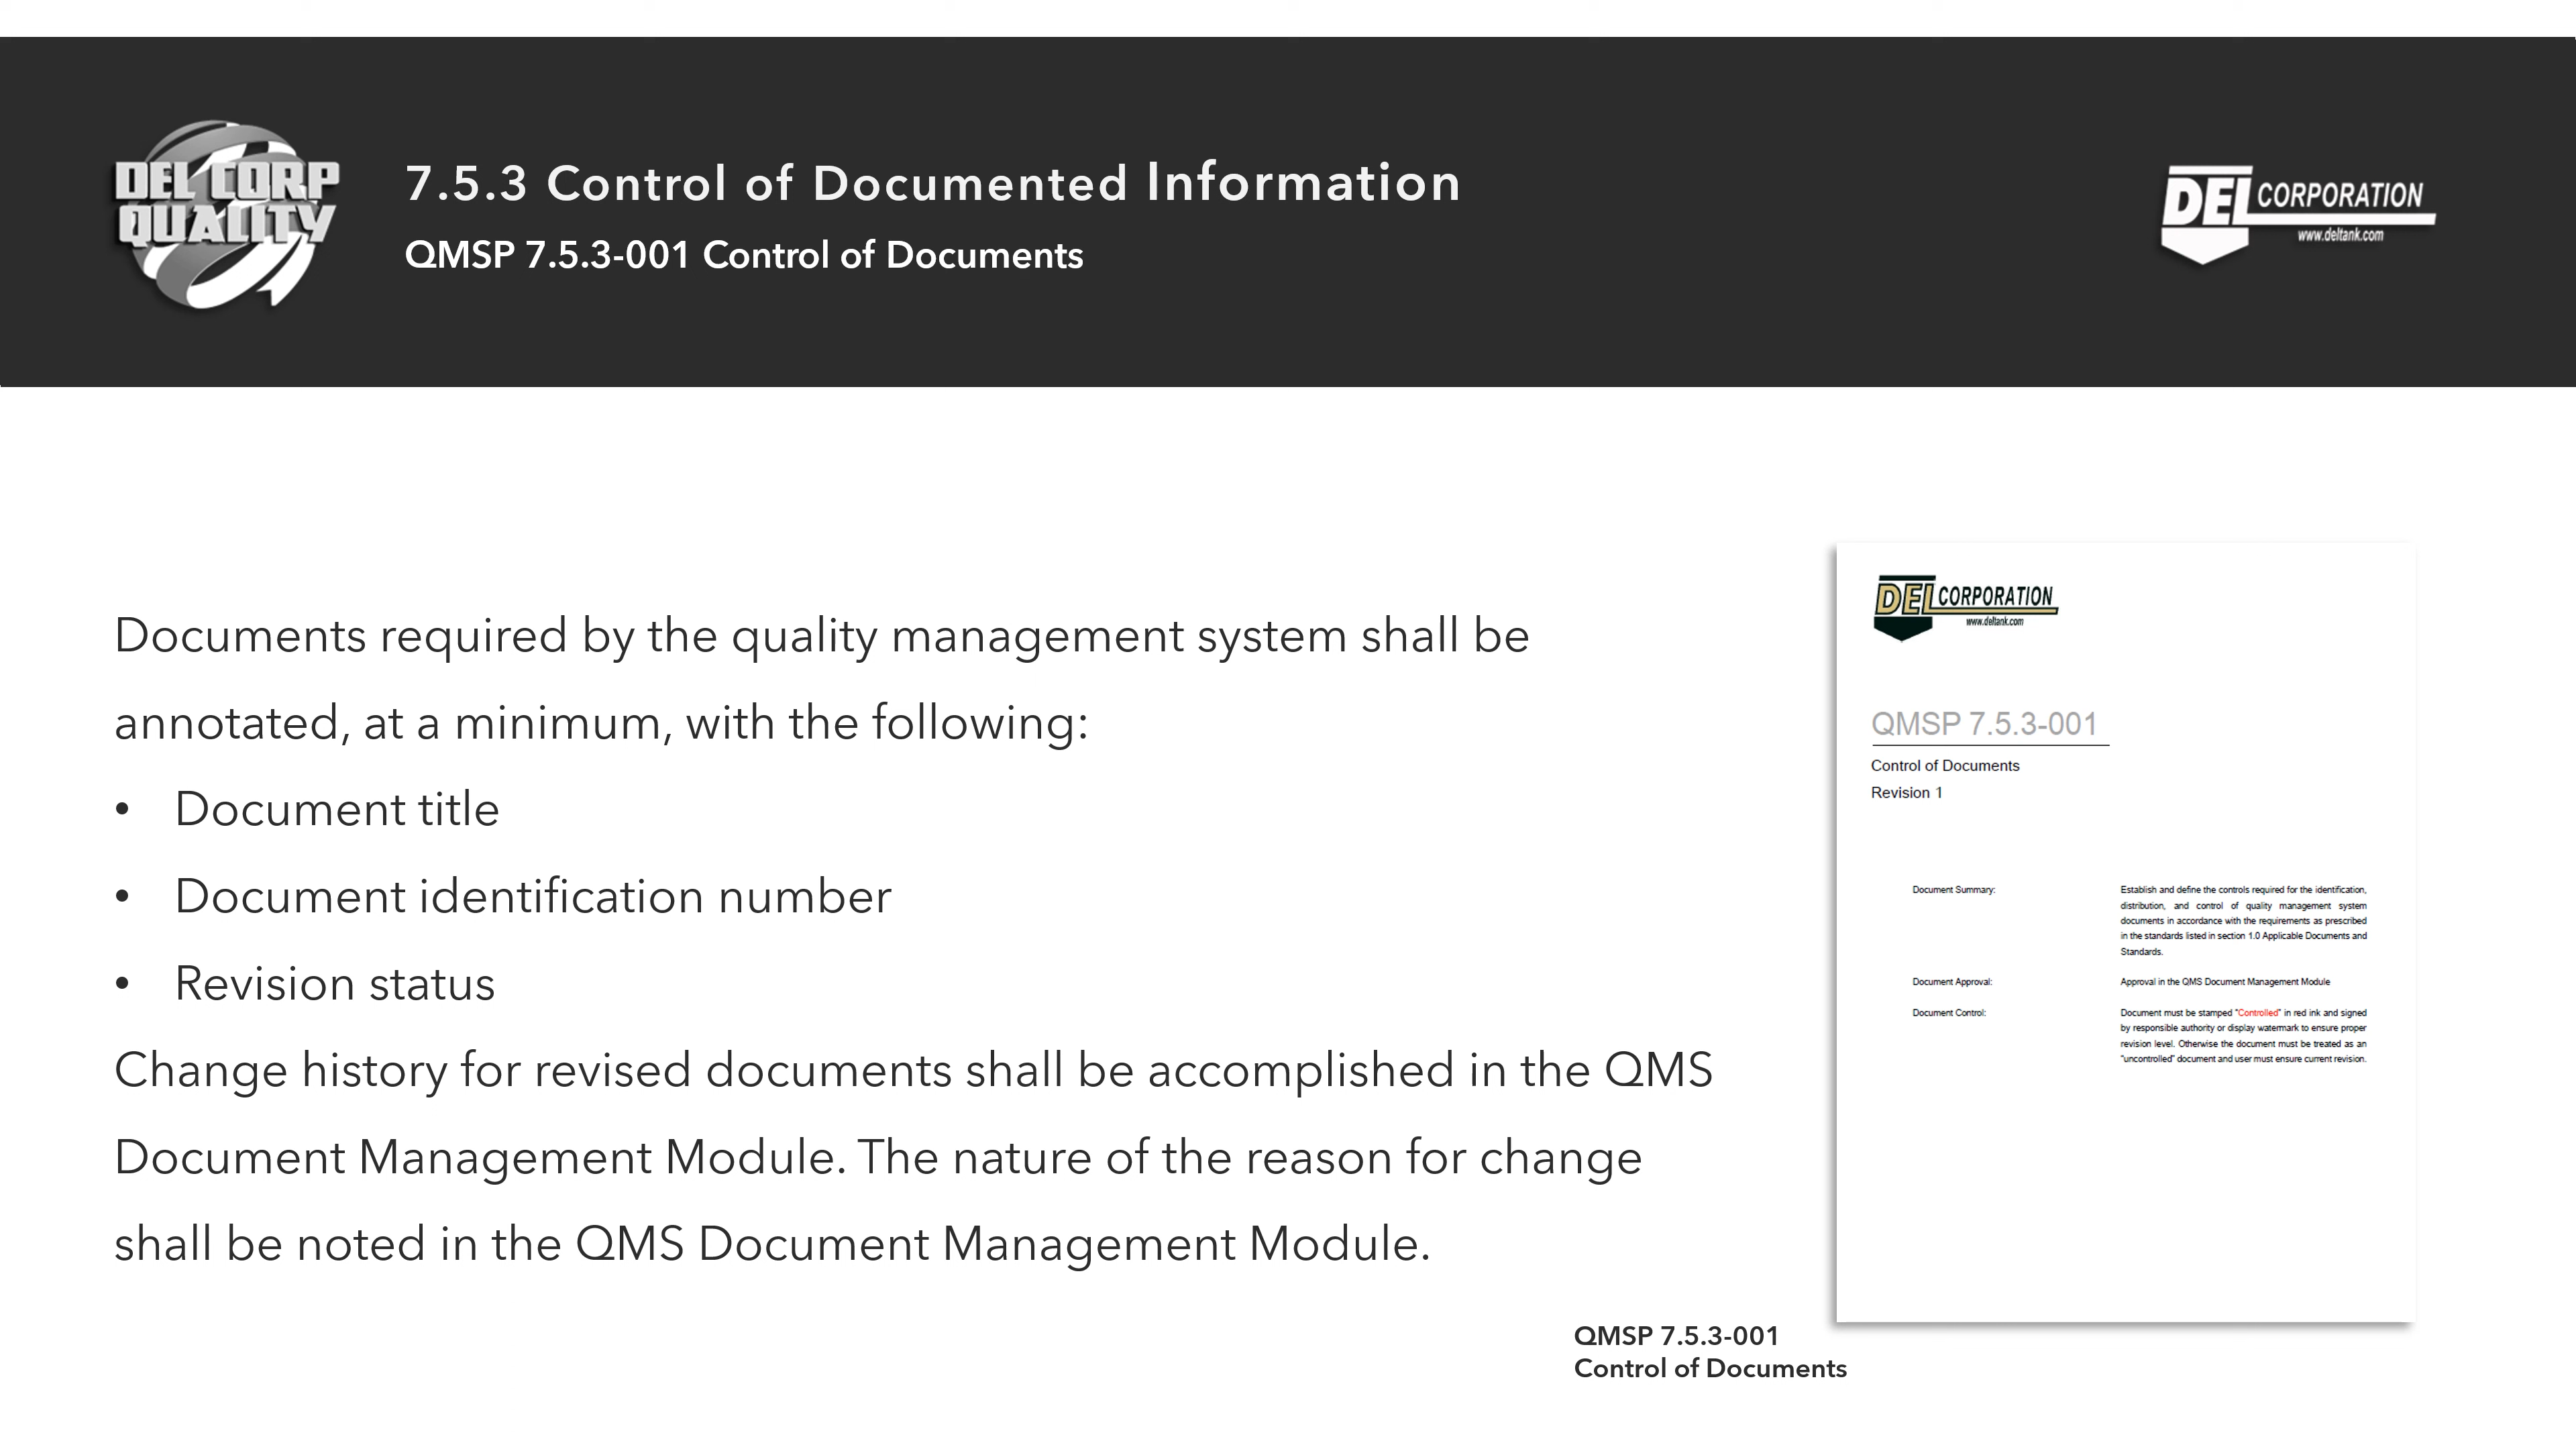 DEL CORP
QUALITY
7.5.3 Control of Documented Information
QMSP 7.5.3-001 Control of Documents
DEL CORPORATION
www.deltank.com
Documents required by the quality management system shall be
annotated, at a minimum, with the following:
• Document title
• Document identification number
• Revision status
Change history for revised documents shall be accomplished in the QMS
Document Management Module. The nature of the reason for change
shall be noted in the QMS Document Management Module.
DEL CORPORATION
www.deltank.com
QMSP 7.5.3-001
Control of Documents
Revision 1
Document Summary:
Establish and define the controls required for the identification,
distribution, and control of quality management system
documents in accordance with the requirements as prescribed
in the standards listed in section 1.0 Applicable Documents and
Standards.
Document Approval:
Approval in the QMS Document Management Module
Document Control:
Document must be stamped "Controlled" in red ink and signed
by responsible authority or display watermark to ensure proper
revision level. Otherwise the document must be treated as an
"uncontrolled" document and user must ensure current revision.
QMSP 7.5.3-001
Control of Documents